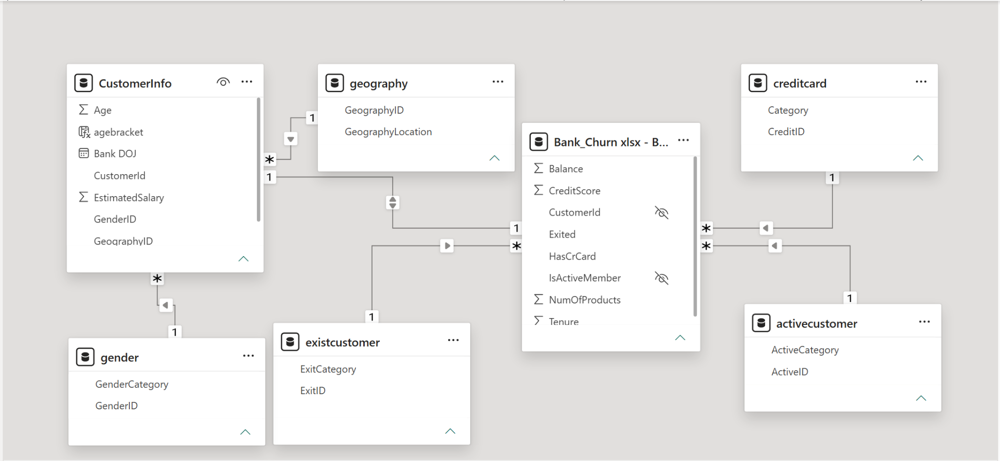 CustomerInfo
Age
agebracket
Bank DOJ
CustomerId
EstimatedSalary
GenderID
GeographyID
geography
GeographyID
GeographyLocation
Bank_Churn xlsx - B...
Balance
CreditScore
CustomerId
Exited
HasCrCard
IsActiveMember
NumOfProducts
Tenure
creditcard
Category
CreditID
1
*
1
1
*
1
*
*
1
*
1
1
gender
GenderCategory
GenderID
existcustomer
ExitCategory
ExitID
activecustomer
ActiveCategory
ActiveID